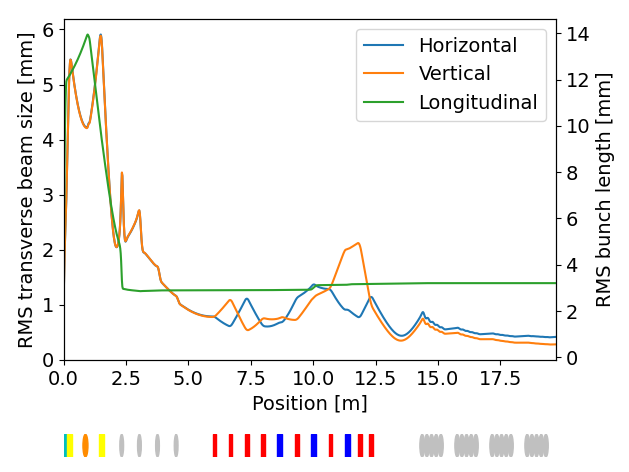 Horizontal
Vertical
Longitudinal
RMS transverse beam size [mm]
6
5
4
3
2
1
0
RMS bunch length [mm]
14
12
10
8
6
4
2
0
0.0 2.5 5.0 7.5 10.0 12.5 15.0 17.5
Position [m]